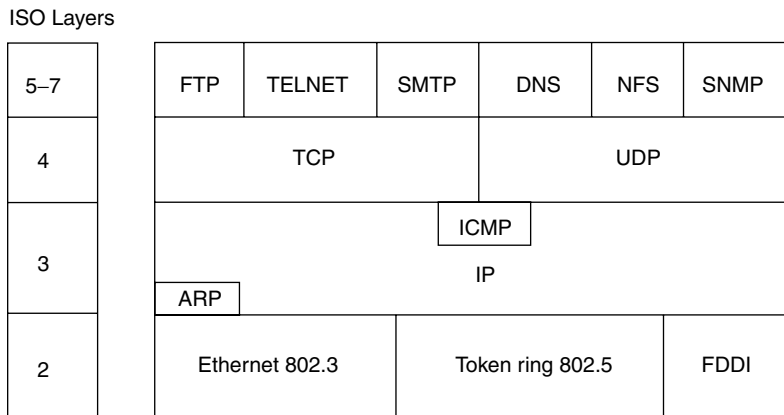 ISO Layers
5–7 FTP TELNET SMTP DNS NFS SNMP
4 TCP UDP
ICMP
3 IP
ARP
2 Ethernet 802.3 Token ring 802.5 FDDI